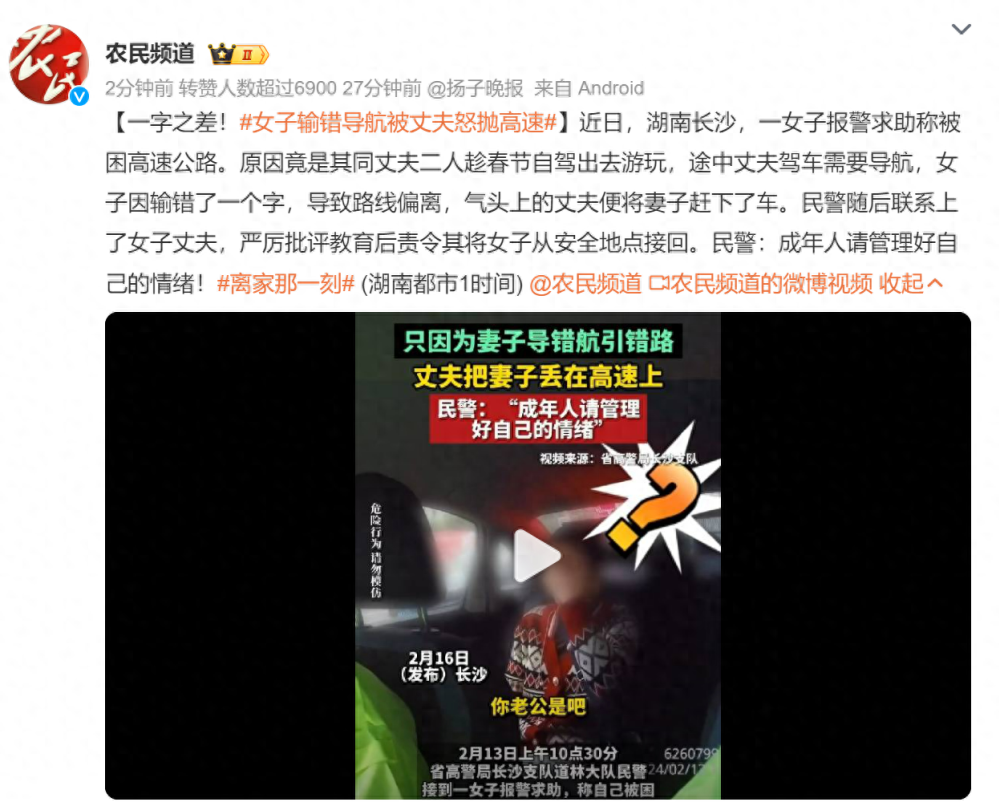 农民频道 II
2分钟前 转赞人数超过6900 27分钟前 @扬子晚报 来自 Android
【一字之差！#女子输错导航被丈夫怒抛高速#】近日，湖南长沙，一女子报警求助称被
困高速公路。原因竟是其同丈夫二人趁春节自驾出去游玩，途中丈夫驾车需要导航，女
子因输错了一个字，导致路线偏离，气头上的丈夫便将妻子赶下了车。民警随后联系上
了女子丈夫，严厉批评教育后责令其将女子从安全地点接回。民警：成年人请管理好自
己的情绪！#离家那一刻# (湖南都市1时间) @农民频道 农民频道的微博视频 收起
只因为妻子导错航引错路
丈夫把妻子丢在高速上
民警：“成年人请管理
好自己的情绪”
视频来源：省高警局长沙支队
危险行为 请勿模仿
2月16日
（发布）长沙
你老公是吧
2月13日上午10点30分
省高警局长沙支队道林大队民警
接到一女子报警求助，称自己被困